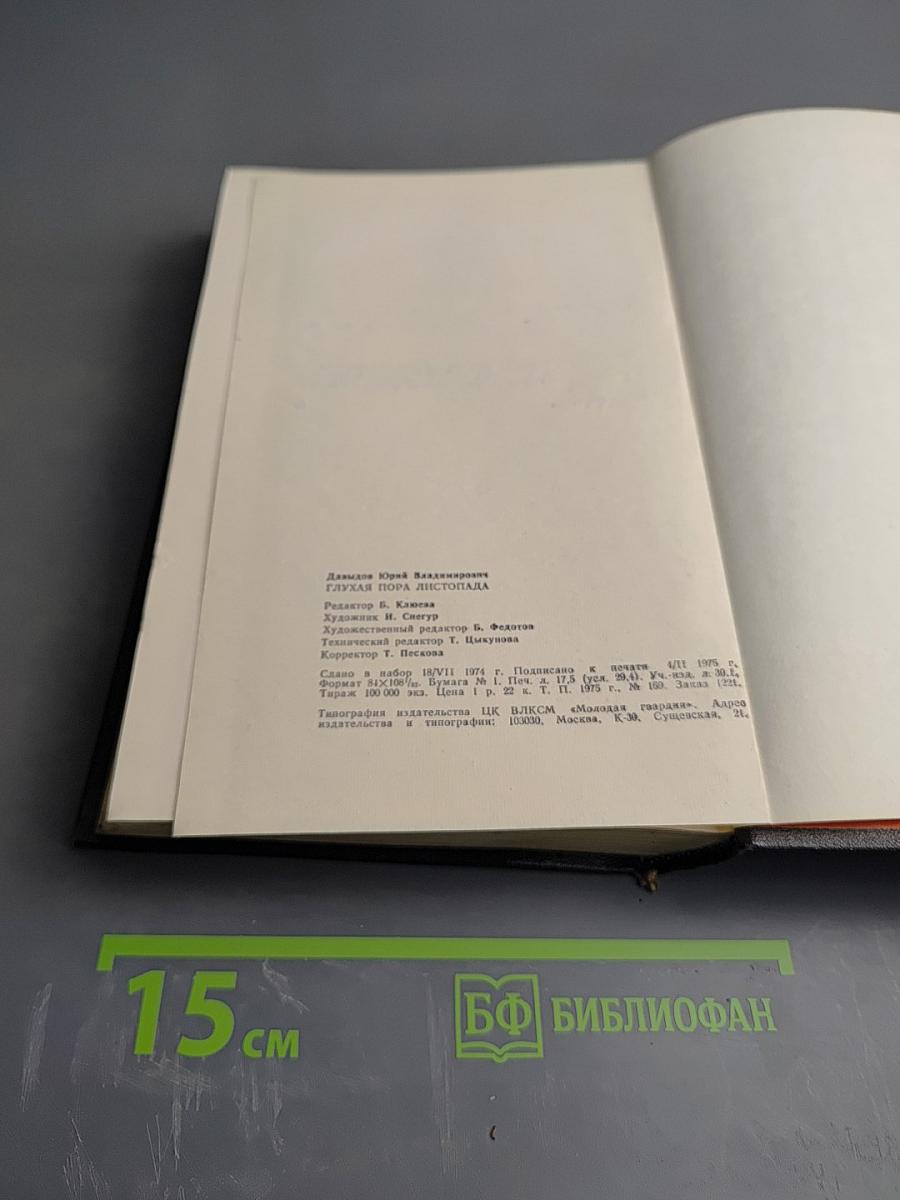 Давыдов Юрий Владимирович
ГЛУХАЯ ПОРА ЛИСТОПАДА
Редактор Б. Клюева
Художник И. Снегур
Художественный редактор Б. Федотов
Технический редактор Т. Цыкунова
Корректор Т. Пескова
Сдано в набор 18/VII 1974 г. Подписано к печати 4/II 1975 г.
Формат 84×108¹/₃₂. Бумага № 1. Печ. л. 17,5 (усл. 29,4). Уч.-изд. л. 30,1.
Тираж 100 000 экз. Цена 1 р. 22 к. Т. П. 1975 г., № 169. Заказ 1221.
Типография издательства ЦК ВЛКСМ «Молодая гвардия». Адрес
издательства и типографии: 103030, Москва, К-30, Сущевская, 21.
15 см
БФ БИБЛИОФАН